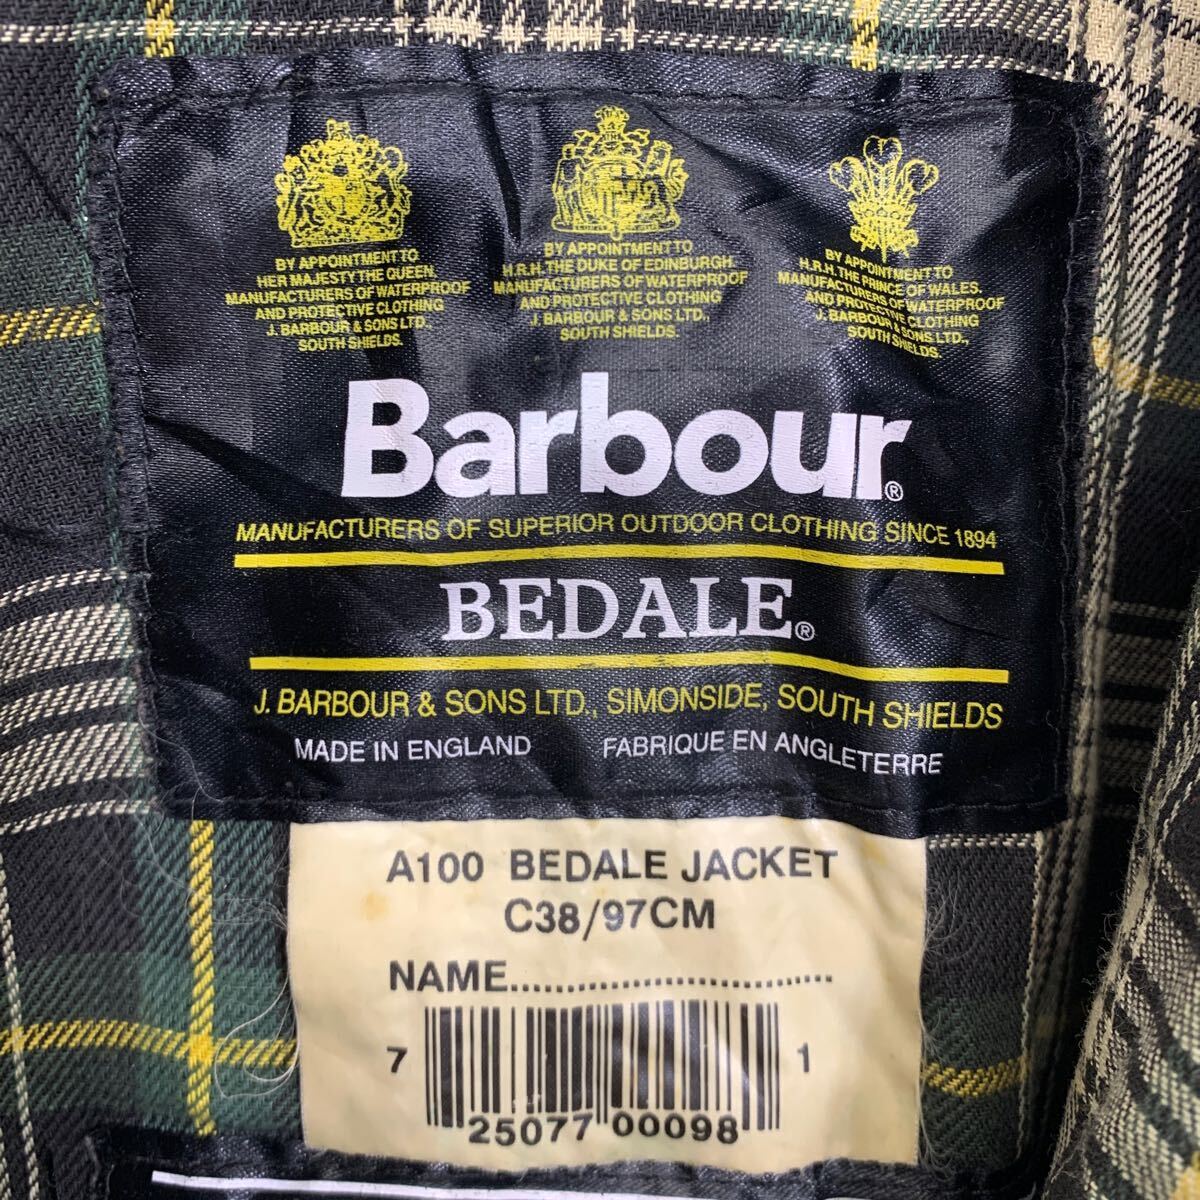 BY APPOINTMENT TO
HER MAJESTY THE QUEEN.
MANUFACTURERS OF WATERPROOF
AND PROTECTIVE CLOTHING
J. BARBOUR & SONS LTD.,
SOUTH SHIELDS.
BY APPOINTMENT TO
H.R.H. THE DUKE OF EDINBURGH.
MANUFACTURERS OF WATERPROOF
AND PROTECTIVE CLOTHING
J. BARBOUR & SONS LTD.,
SOUTH SHIELDS.
BY APPOINTMENT TO
H.R.H. THE PRINCE OF WALES.
MANUFACTURERS OF WATERPROOF
AND PROTECTIVE CLOTHING
J. BARBOUR & SONS LTD.,
SOUTH SHIELDS.
Barbour®
MANUFACTURERS OF SUPERIOR OUTDOOR CLOTHING SINCE 1894
BEDALE®
J. BARBOUR & SONS LTD., SIMONSIDE, SOUTH SHIELDS
MADE IN ENGLAND FABRIQUE EN ANGLETERRE
A100 BEDALE JACKET
C38/97CM
NAME..............................
7 25077 00098 1